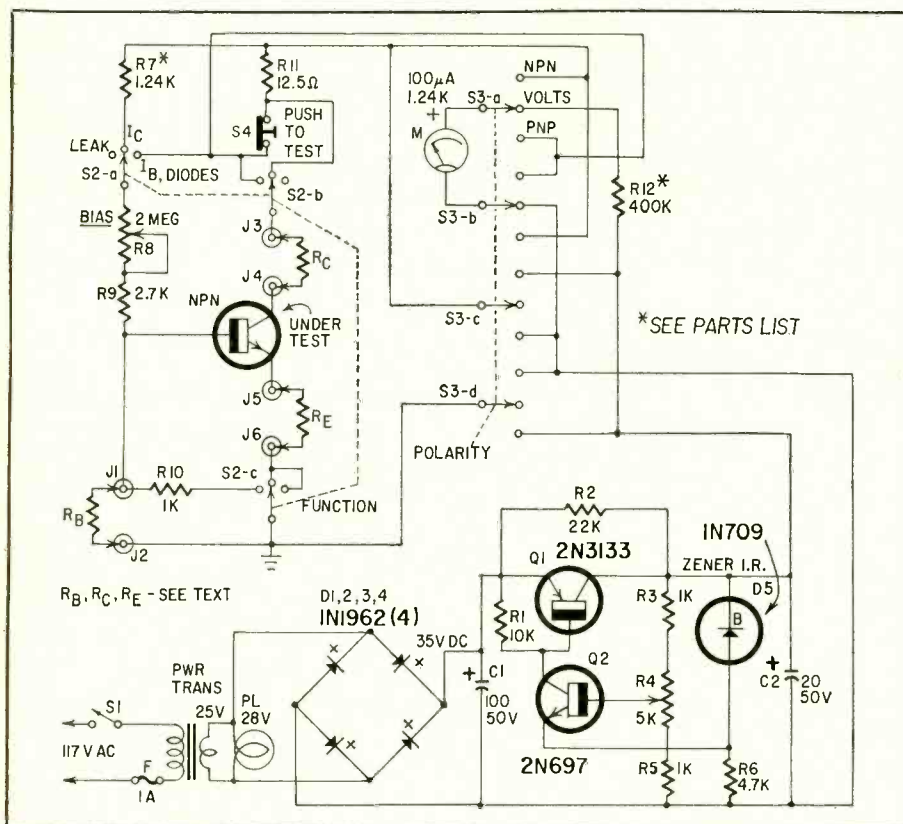 R7*
1.24K
R11
12.5Ω
S4
PUSH
TO
TEST
LEAK
IC
IB, DIODES
S2-a
S2-b
BIAS
2 MEG
R8
R9
2.7K
NPN
J3
RC
J4
UNDER
TEST
J5
RE
J6
J1
R10
1K
S2-c
FUNCTION
RB
J2
RB, RC, RE - SEE TEXT
100µA
1.24K
+
M
S3-a
NPN
VOLTS
PNP
S3-b
R12*
400K
S3-c
*SEE PARTS LIST
S3-d
POLARITY
S1
117V AC
F
1A
PWR
TRANS
25V
PL
28V
D1,2,3,4
IN1962 (4)
x
x
x
x
35V DC
+
C1
100
50V
R1
10K
R2
22K
Q1
2N3133
Q2
2N697
R3
1K
R4
5K
R5
1K
ZENER I.R.
1N709
D5
B
R6
4.7K
+
C2
20
50V